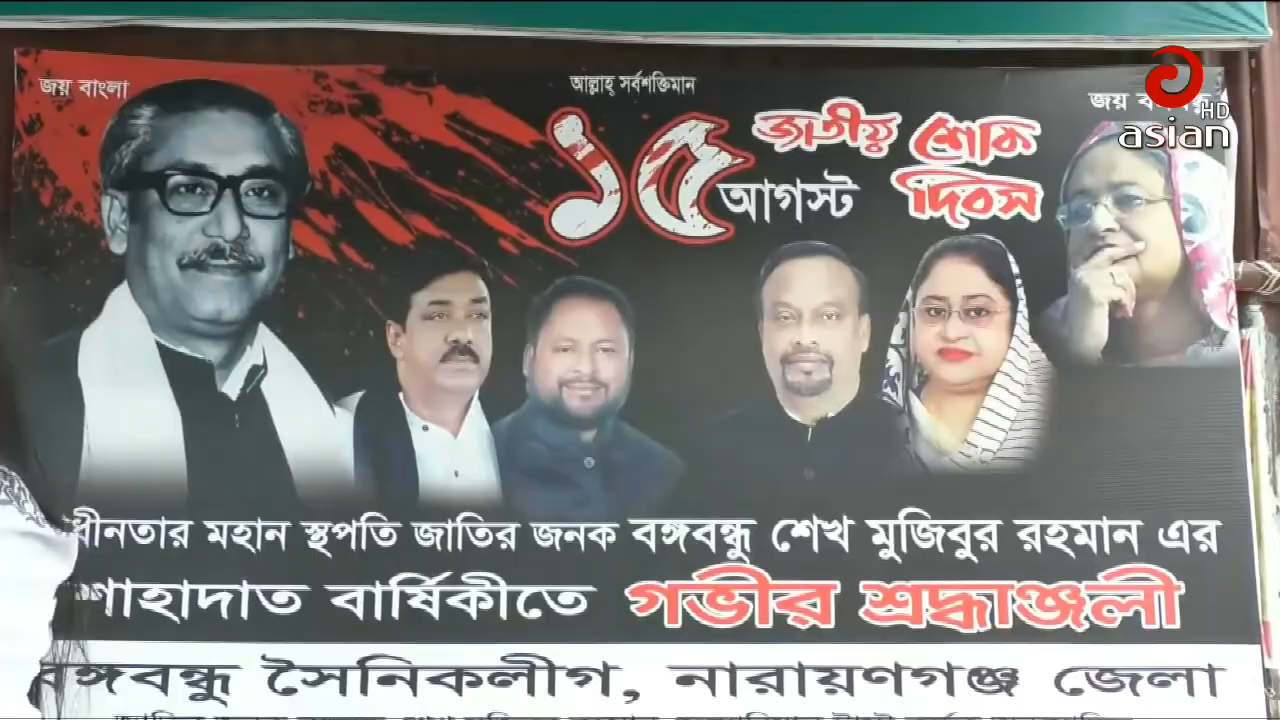 জয় বাংলা
আল্লাহ্ সর্বশক্তিমান
জয়
HD
asian
১৫ আগস্ট
জাতীয় শোক
দিবস
ধীনতার মহান স্থপতি জাতির জনক বঙ্গবন্ধু শেখ মুজিবুর রহমান এর
শাহাদাত বার্ষিকীতে গভীর শ্রদ্ধাঞ্জলী
বঙ্গবন্ধু সৈনিকলীগ, নারায়ণগঞ্জ জেলা